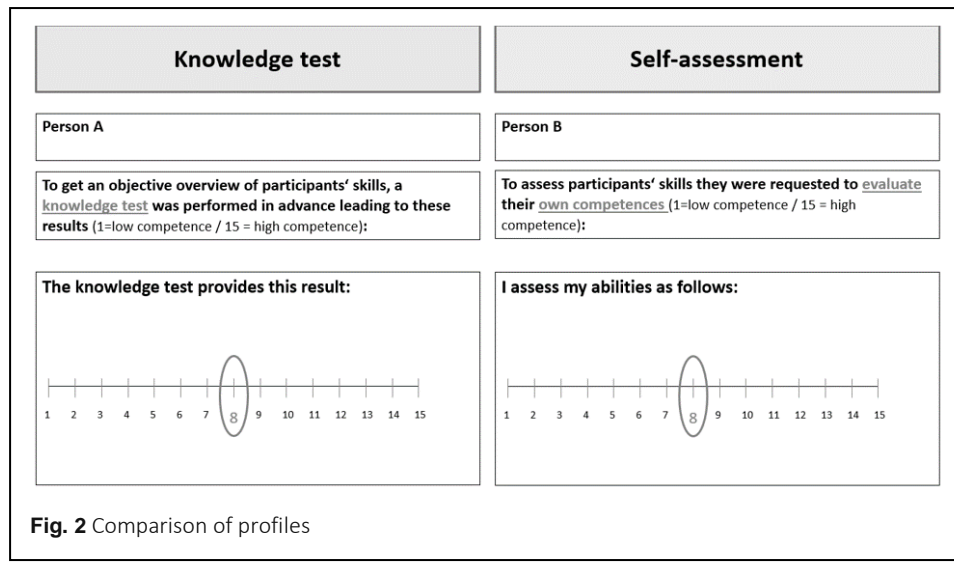 Knowledge test
Person A
To get an objective overview of participants‘ skills, a
knowledge test was performed in advance leading to these
results (1=low competence / 15 = high competence):
The knowledge test provides this result:
1 2 3 4 5 6 7 8 9 10 11 12 13 14 15
Self-assessment
Person B
To assess participants‘ skills they were requested to evaluate
their own competences (1=low competence / 15 = high
competence):
I assess my abilities as follows:
1 2 3 4 5 6 7 8 9 10 11 12 13 14 15
Fig. 2 Comparison of profiles